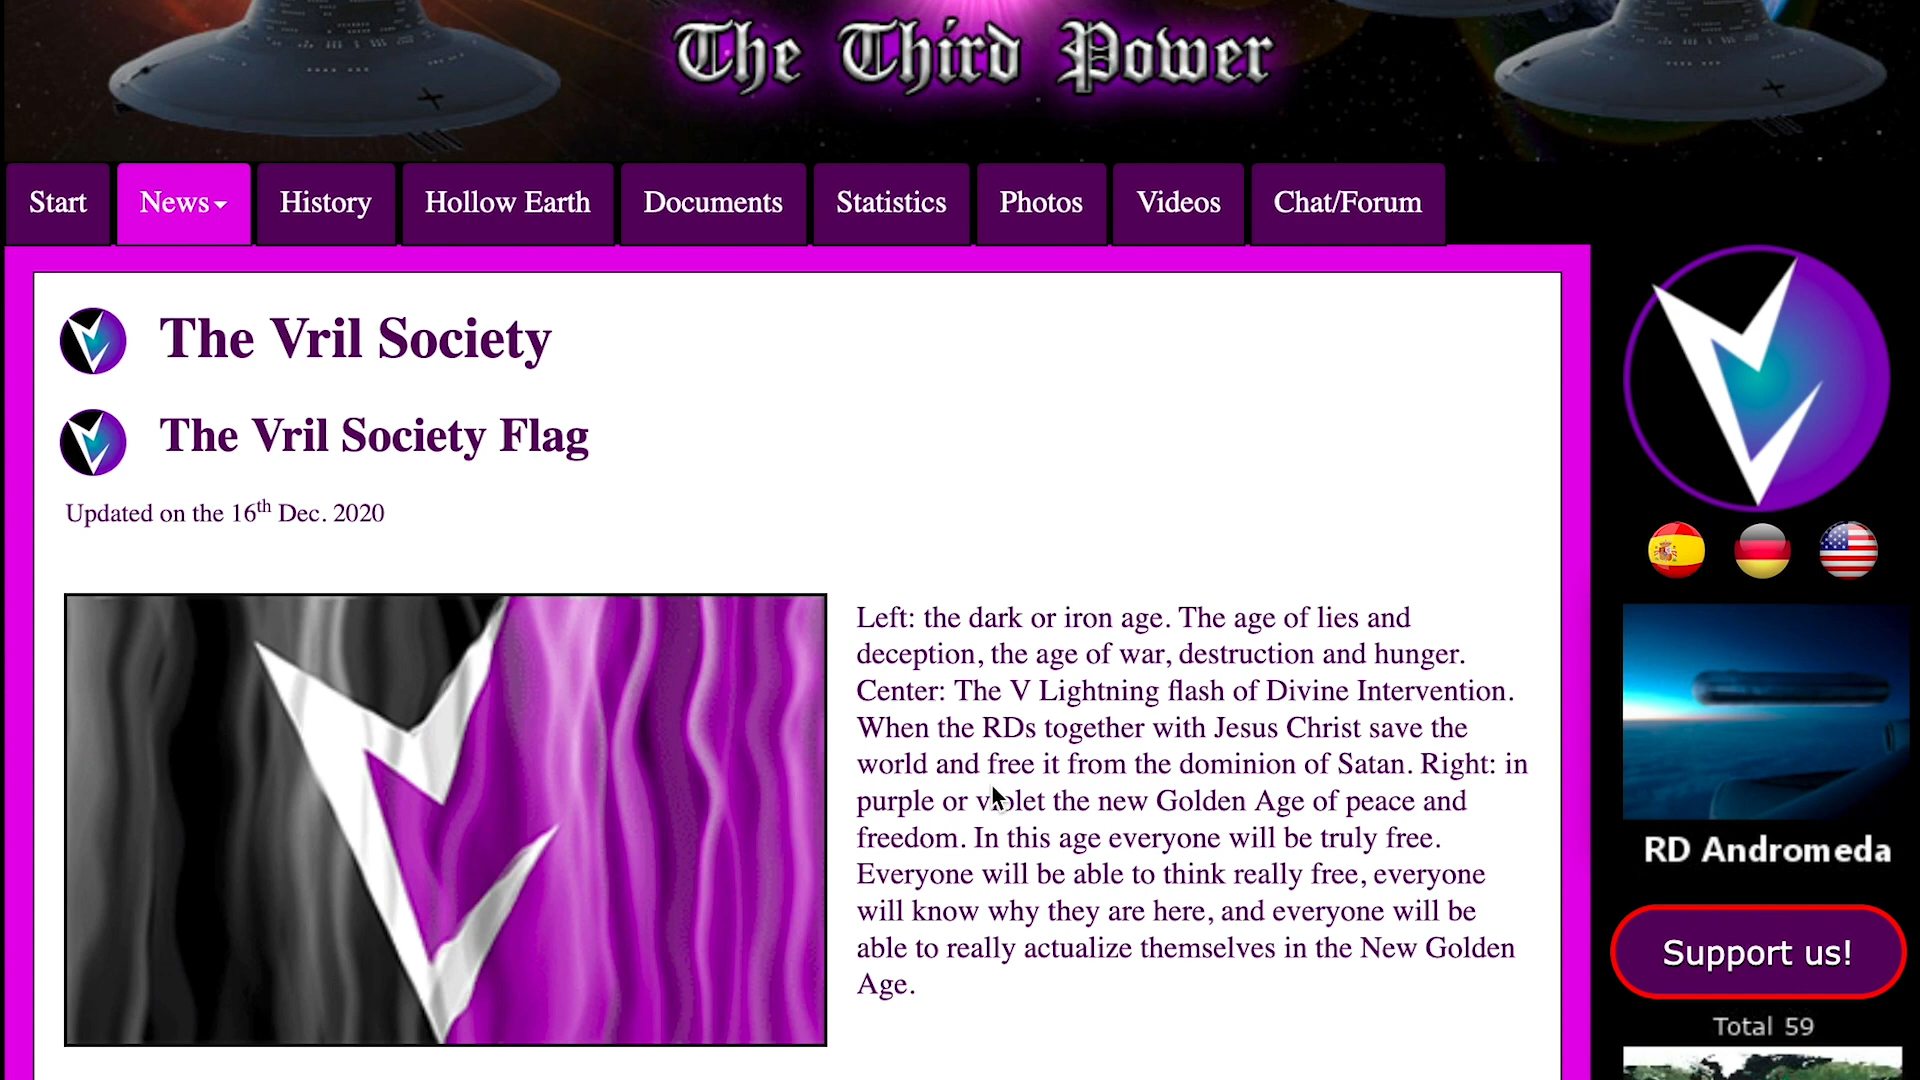 The Third Power
Start
News
History
Hollow Earth
Documents
Statistics
Photos
Videos
Chat/Forum
The Vril Society
The Vril Society Flag
Updated on the 16th Dec. 2020
Left: the dark or iron age. The age of lies and
deception, the age of war, destruction and hunger.
Center: The V Lightning flash of Divine Intervention.
When the RDs together with Jesus Christ save the
world and free it from the dominion of Satan. Right: in
purple or violet the new Golden Age of peace and
freedom. In this age everyone will be truly free.
Everyone will be able to think really free, everyone
will know why they are here, and everyone will be
able to really actualize themselves in the New Golden
Age.
RD Andromeda
Support us!
Total 59